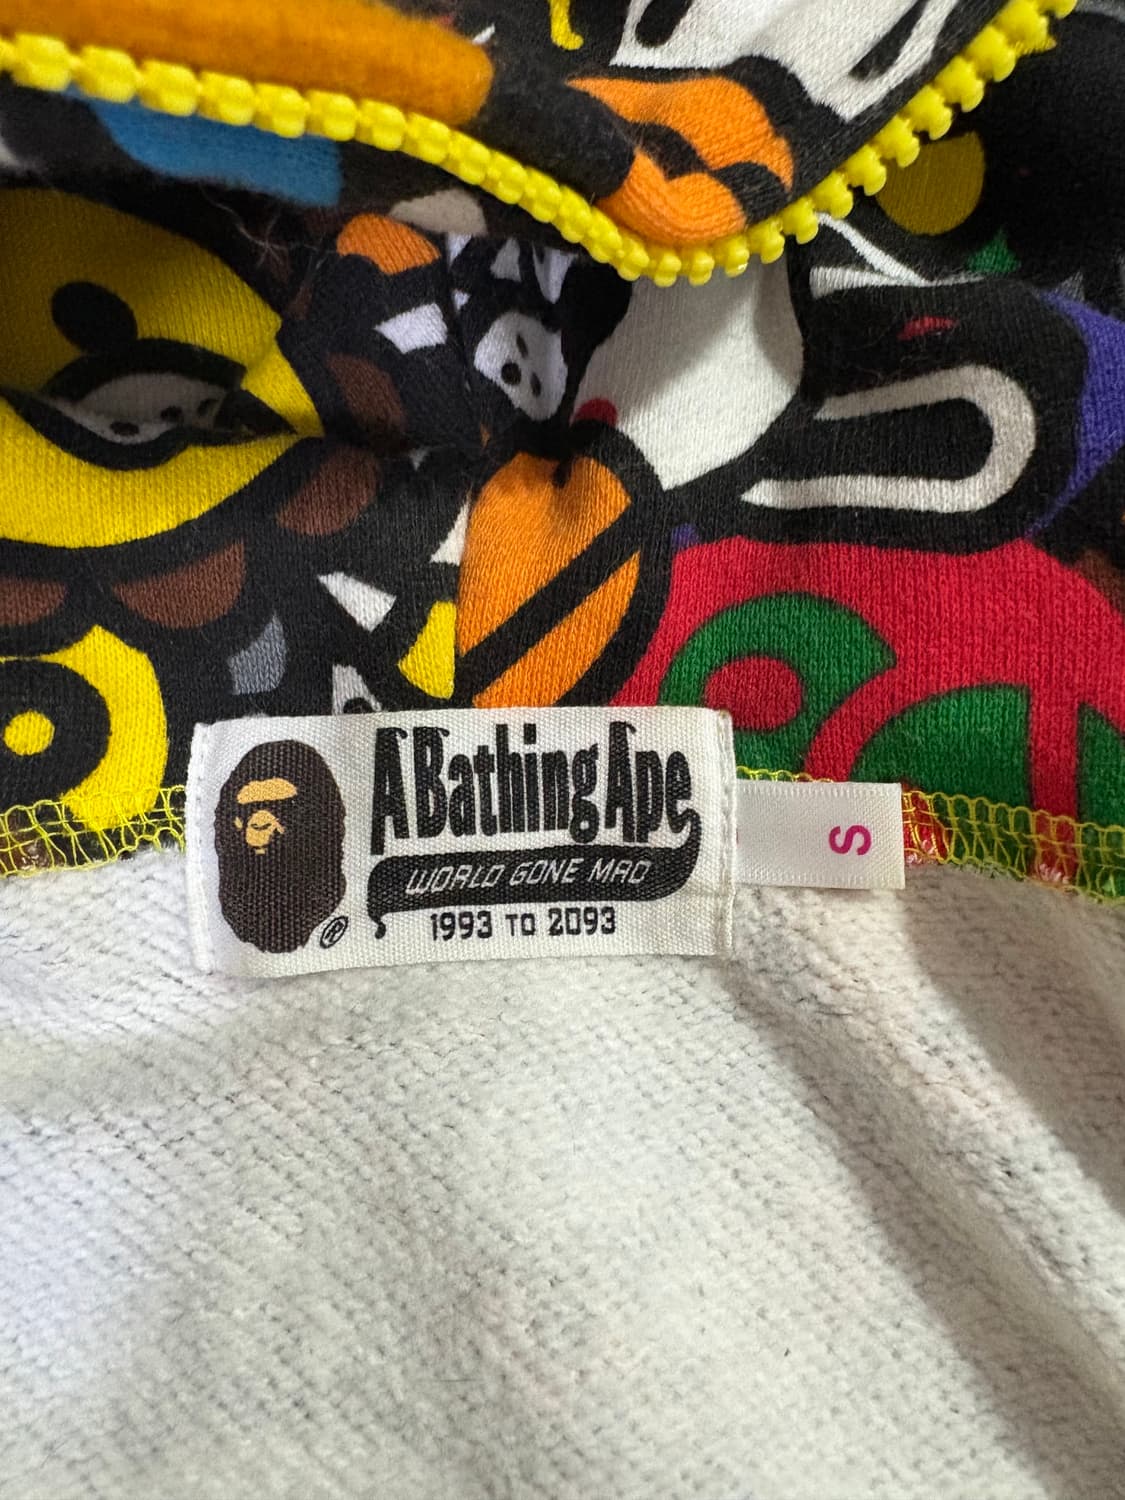 A Bathing Ape
WORLD GONE MAD
1993 TO 2093
®
S